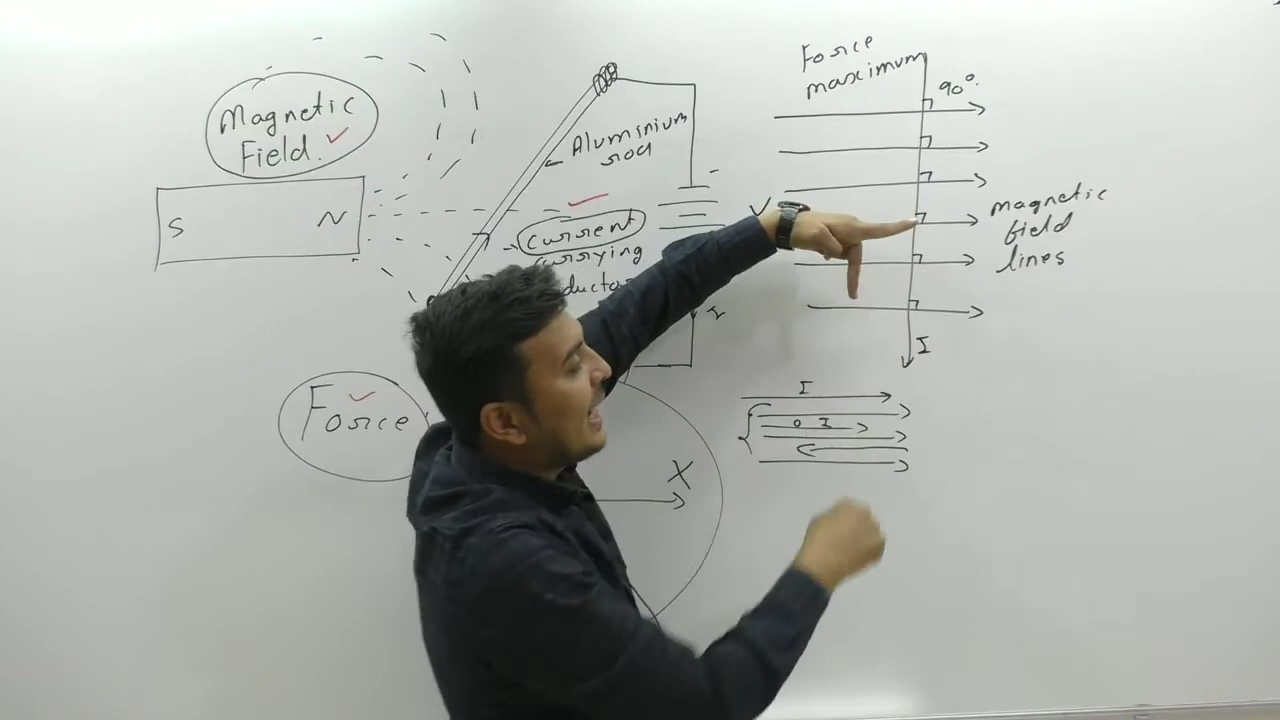 Magnetic
Field.
S
N
Aluminium
rod
Current
carrying
I
Force
X
Force
maximum
90°
magnetic
field
lines
I
I
O I